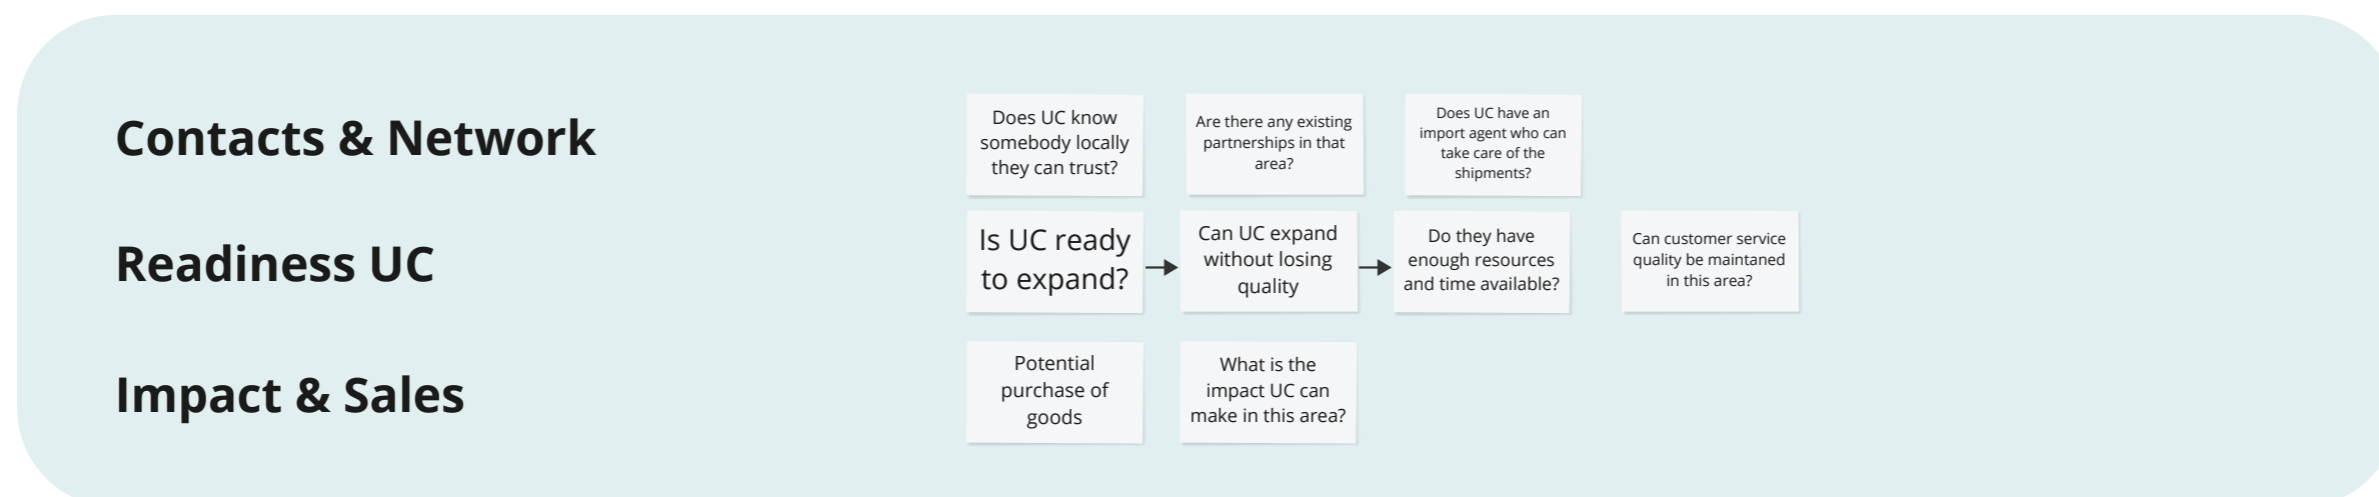 Contacts & Network
Does UC know
somebody locally
they can trust?
Are there any existing
partnerships in that
area?
Does UC have an
import agent who can
take care of the
shipments?
Readiness UC
Is UC ready
to expand?
Can UC expand
without losing
quality
Do they have
enough resources
and time available?
Can customer service
quality be maintaned
in this area?
Impact & Sales
Potential
purchase of
goods
What is the
impact UC can
make in this area?